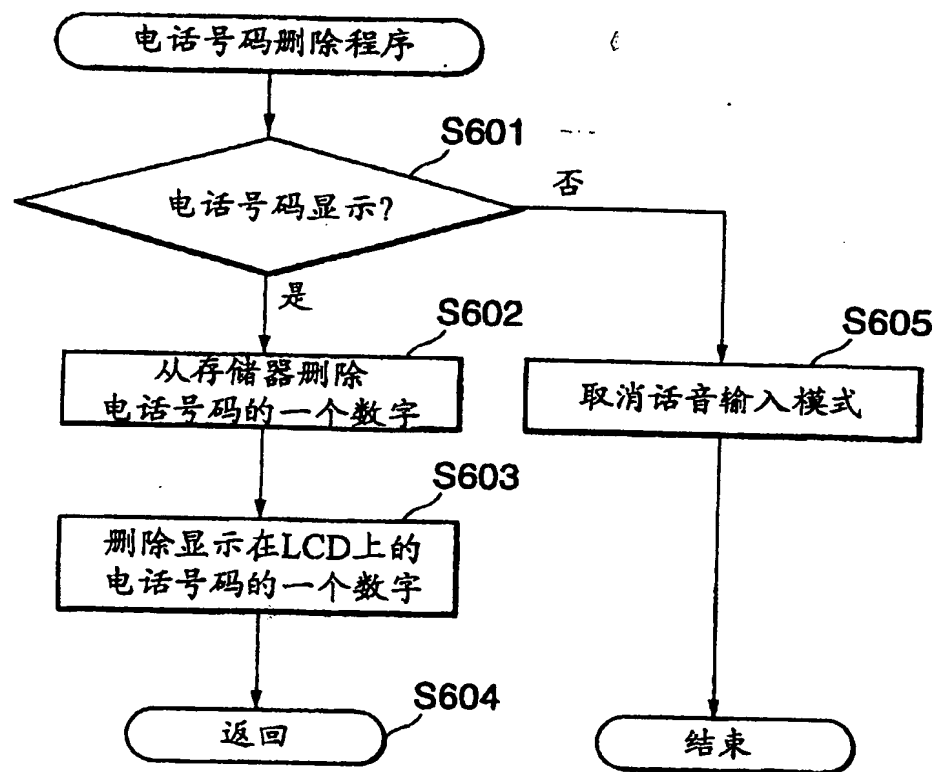 电话号码删除程序
S601
电话号码显示?
否
是
S602
从存储器删除
电话号码的一个数字
S605
取消话音输入模式
S603
删除显示在LCD上的
电话号码的一个数字
S604
返回
结束